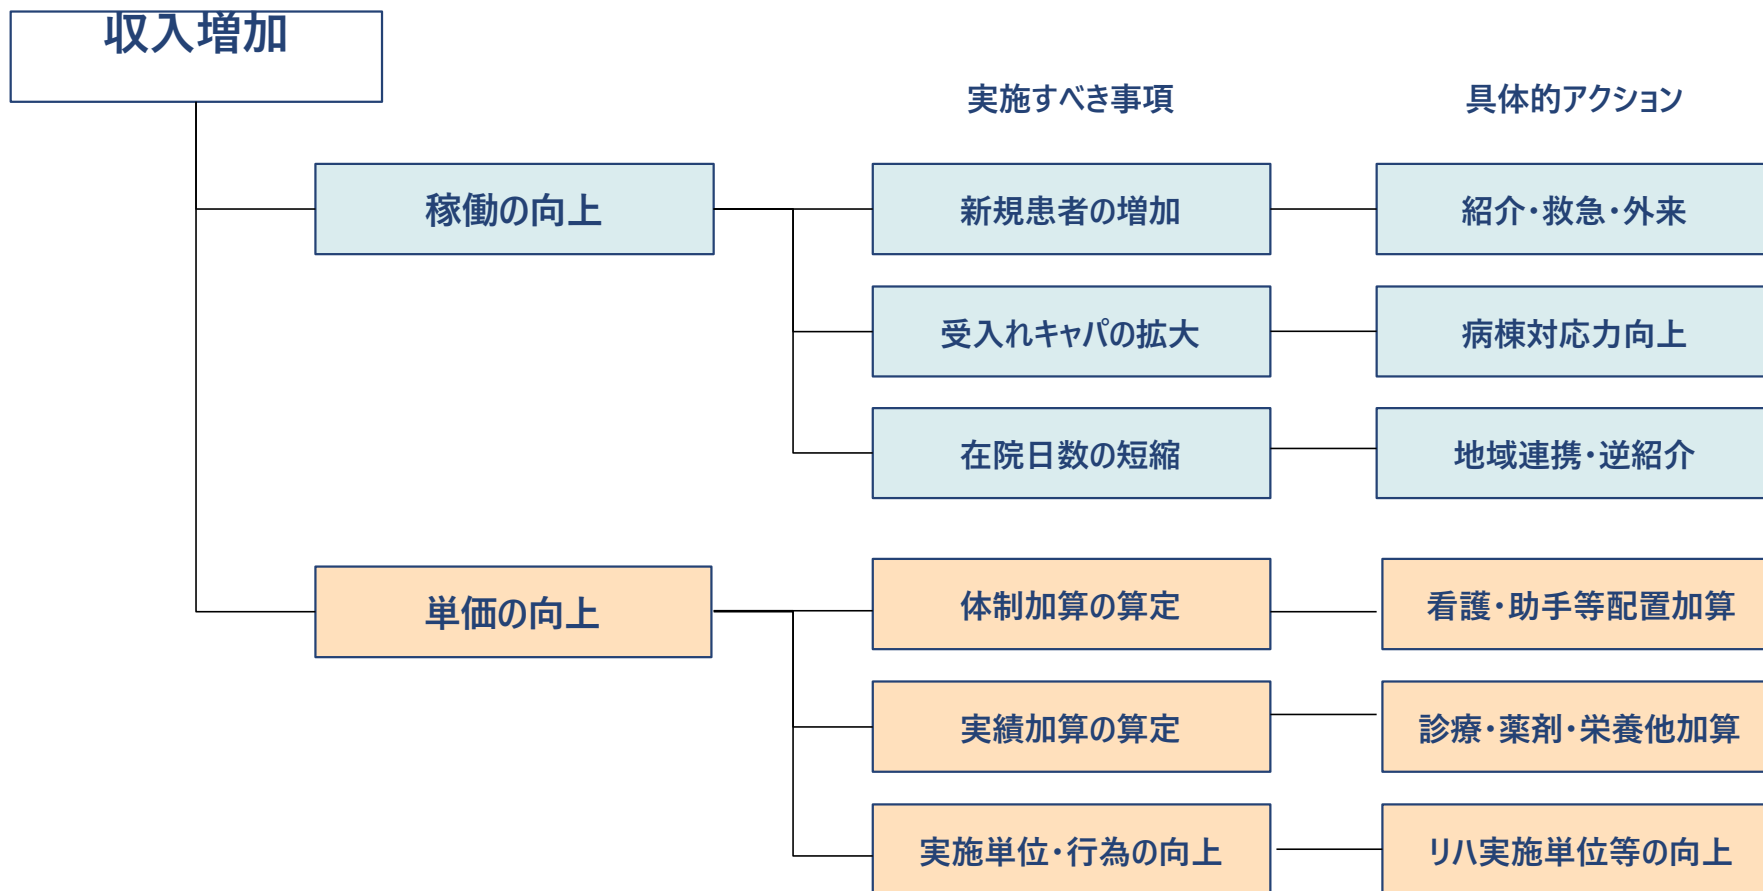 収入増加
実施すべき事項
具体的アクション
稼働の向上
新規患者の増加
紹介・救急・外来
受入れキャパの拡大
病棟対応力向上
在院日数の短縮
地域連携・逆紹介
単価の向上
体制加算の算定
看護・助手等配置加算
実績加算の算定
診療・薬剤・栄養他加算
実施単位・行為の向上
リハ実施単位等の向上